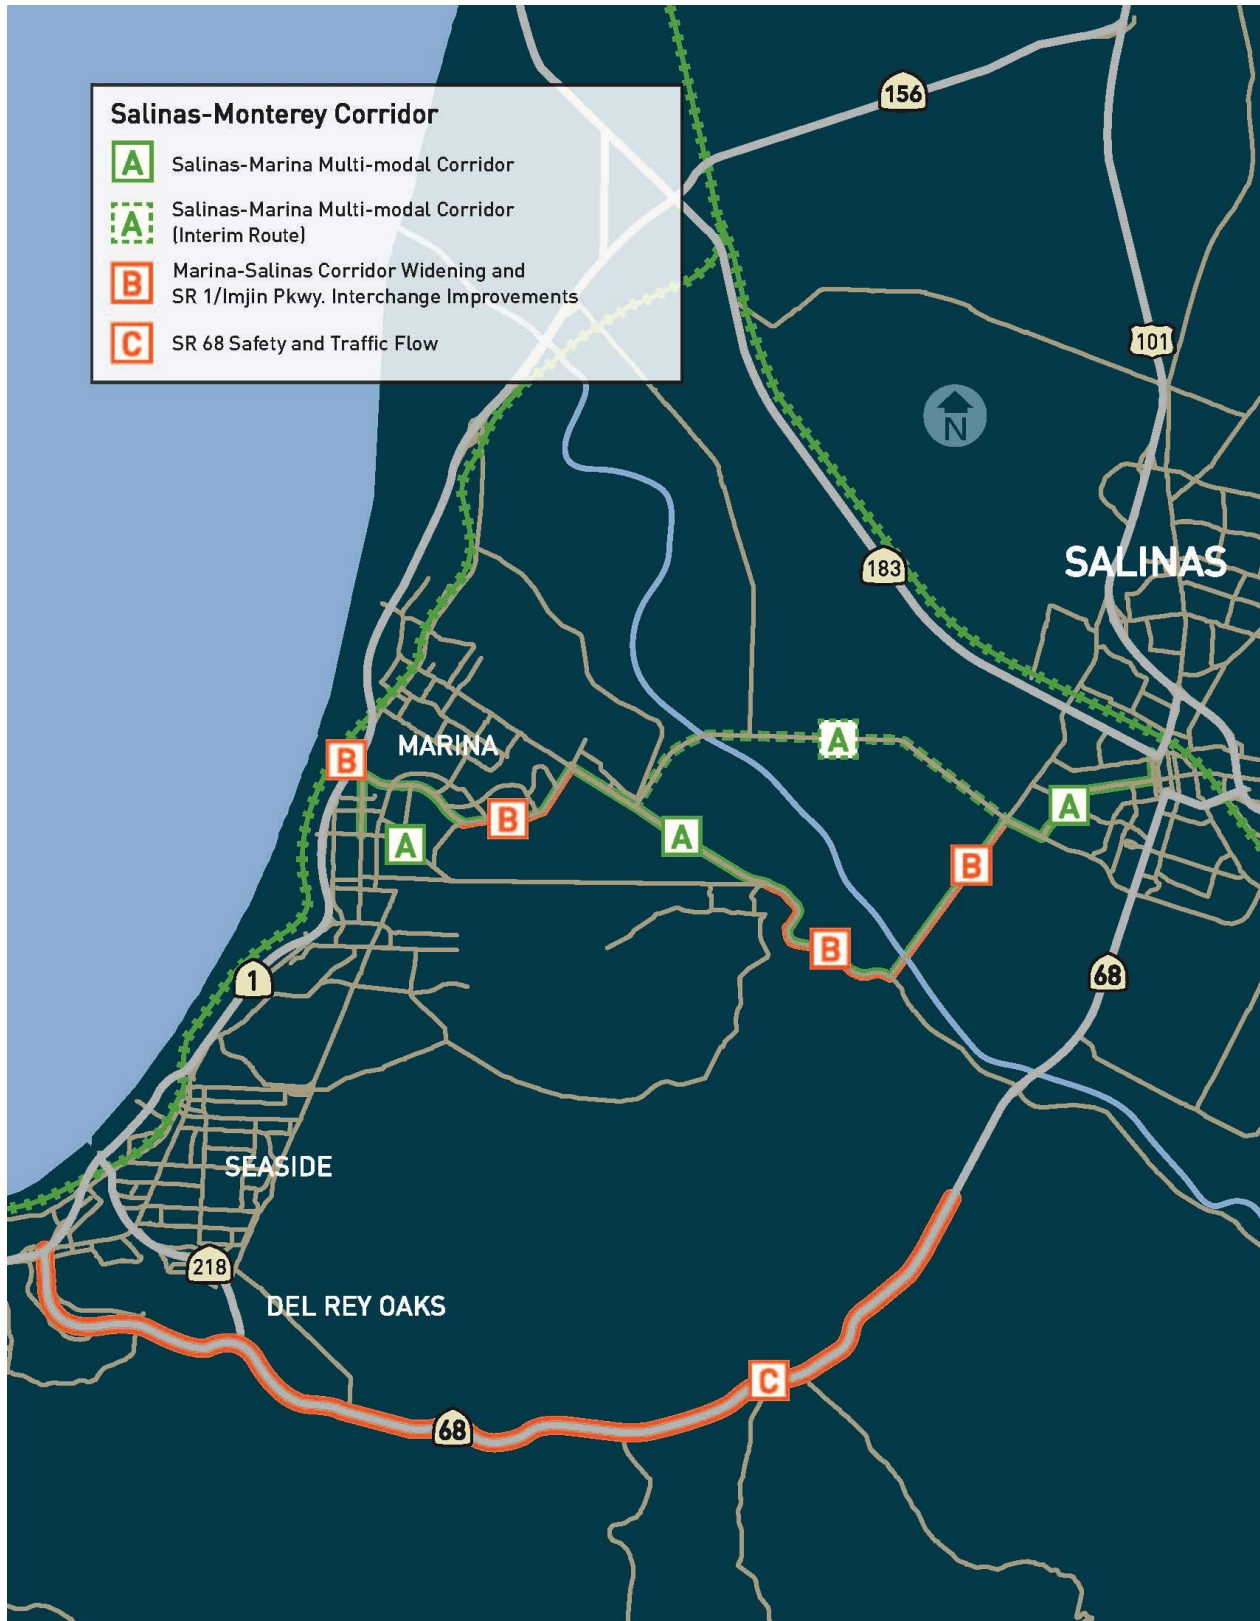 Salinas-Monterey Corridor
A Salinas-Marina Multi-modal Corridor
A Salinas-Marina Multi-modal Corridor
(Interim Route)
B Marina-Salinas Corridor Widening and
SR 1/Imjin Pkwy. Interchange Improvements
C SR 68 Safety and Traffic Flow
156
101
N
183
SALINAS
MARINA
A
B
A
B
A
A
B
B
1
68
SEASIDE
218
DEL REY OAKS
C
68